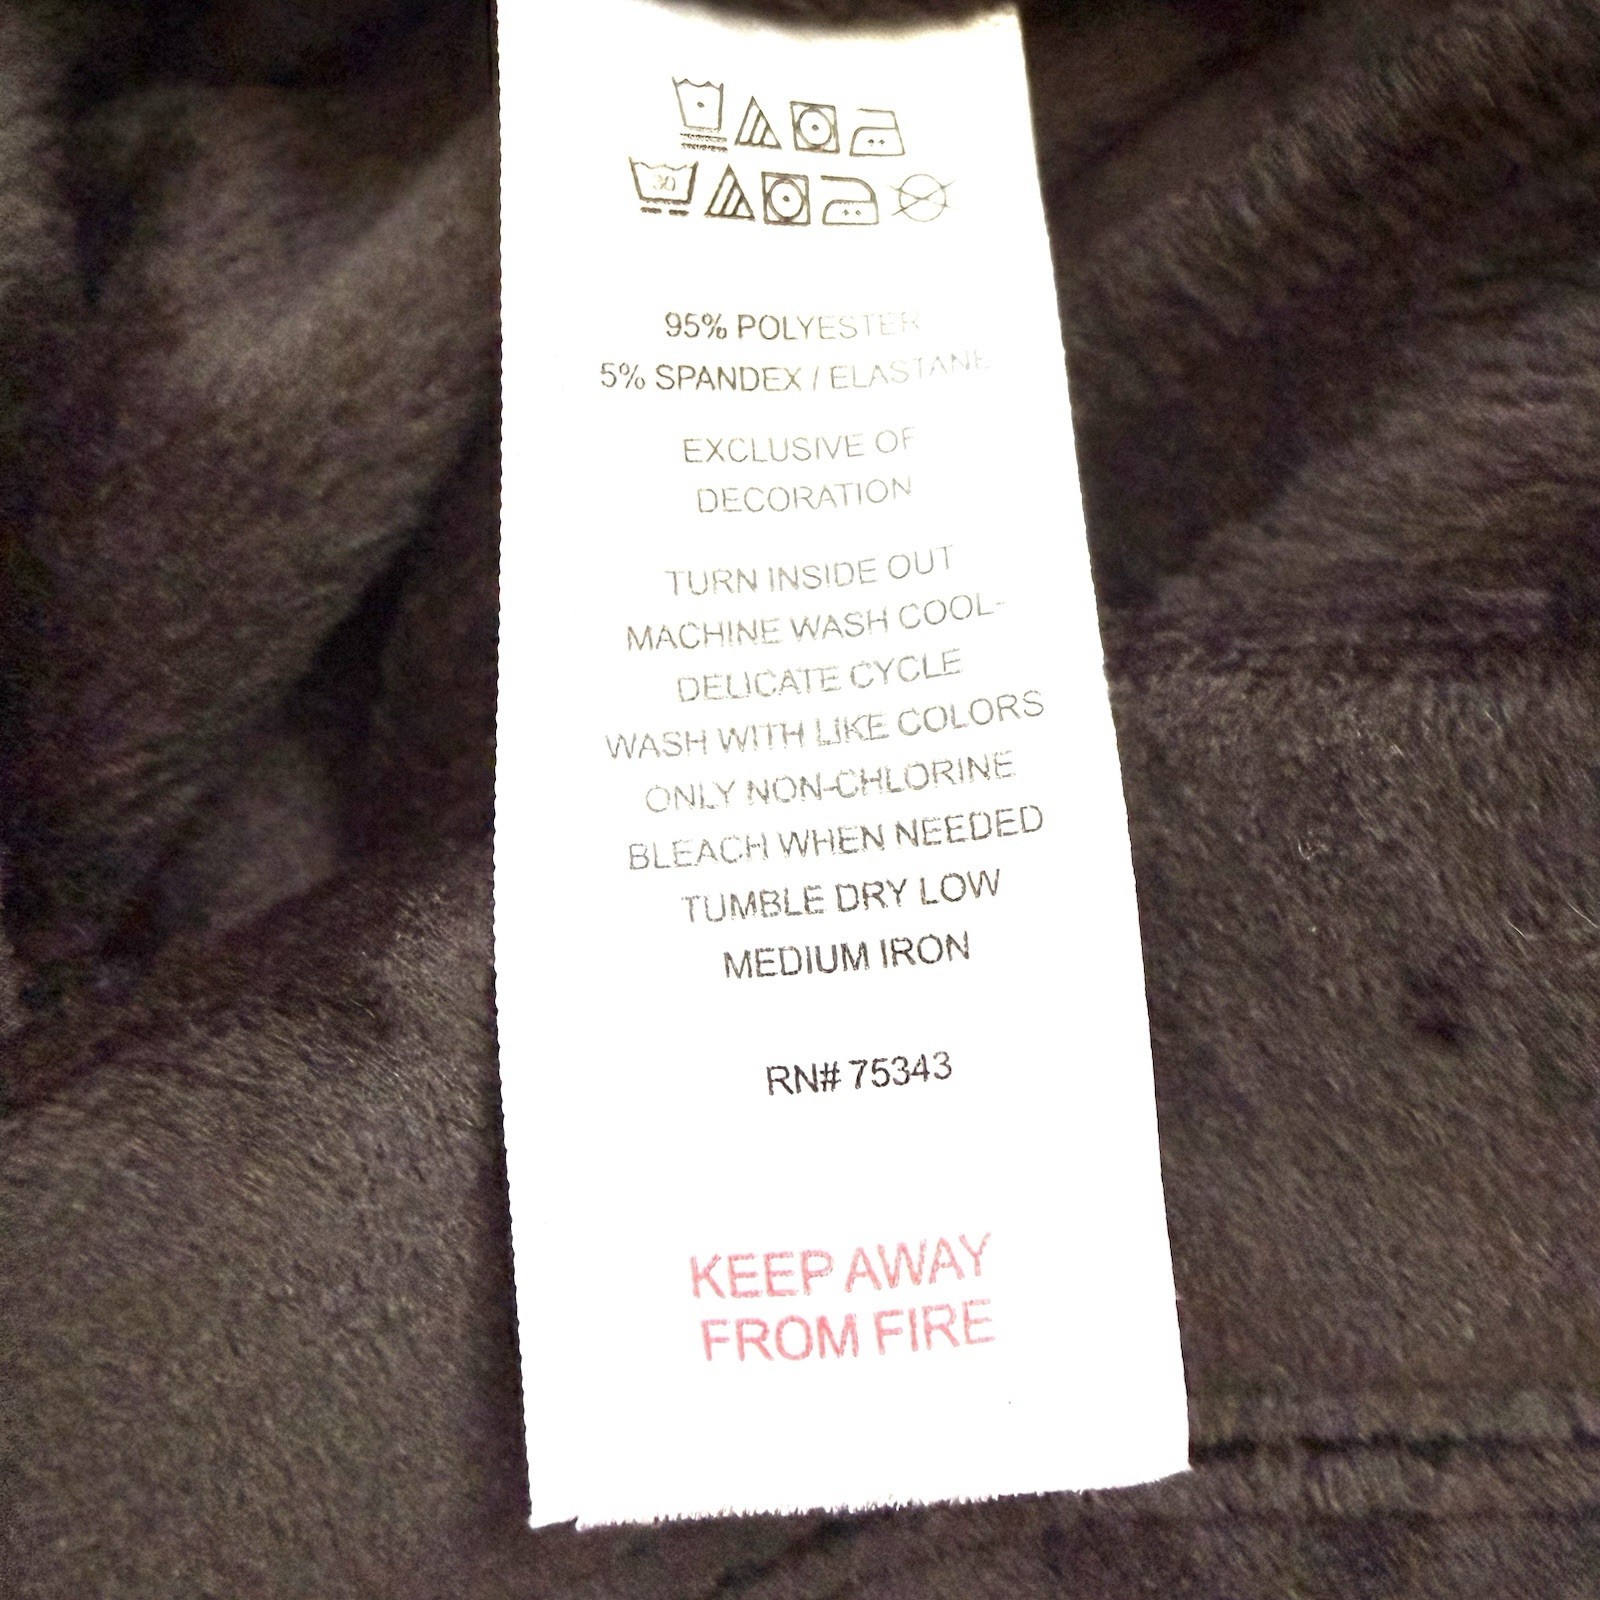 30
95% POLYESTER
5% SPANDEX / ELASTANE
EXCLUSIVE OF
DECORATION
TURN INSIDE OUT
MACHINE WASH COOL-
DELICATE CYCLE
WASH WITH LIKE COLORS
ONLY NON-CHLORINE
BLEACH WHEN NEEDED
TUMBLE DRY LOW
MEDIUM IRON
RN# 75343
KEEP AWAY
FROM FIRE